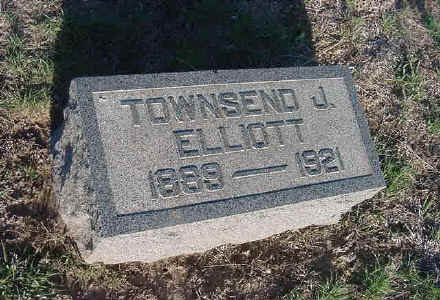 TOWNSEND J.
ELLIOTT
1889 — 1921